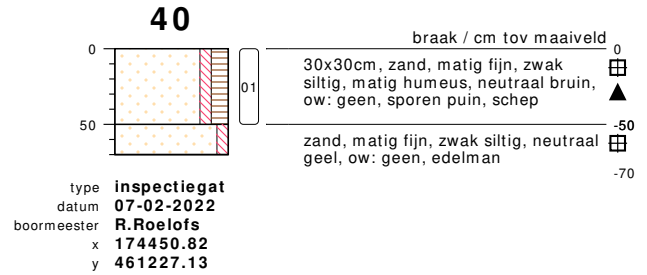 40
braak / cm tov maaiveld
0
0
30x30cm, zand, matig fijn, zwak
siltig, matig humeus, neutraal bruin,
ow: geen, sporen puin, schep
01
50
-50
zand, matig fijn, zwak siltig, neutraal
geel, ow: geen, edelman
-70
type inspectiegat
datum 07-02-2022
boormeester R.Roelofs
x 174450.82
y 461227.13